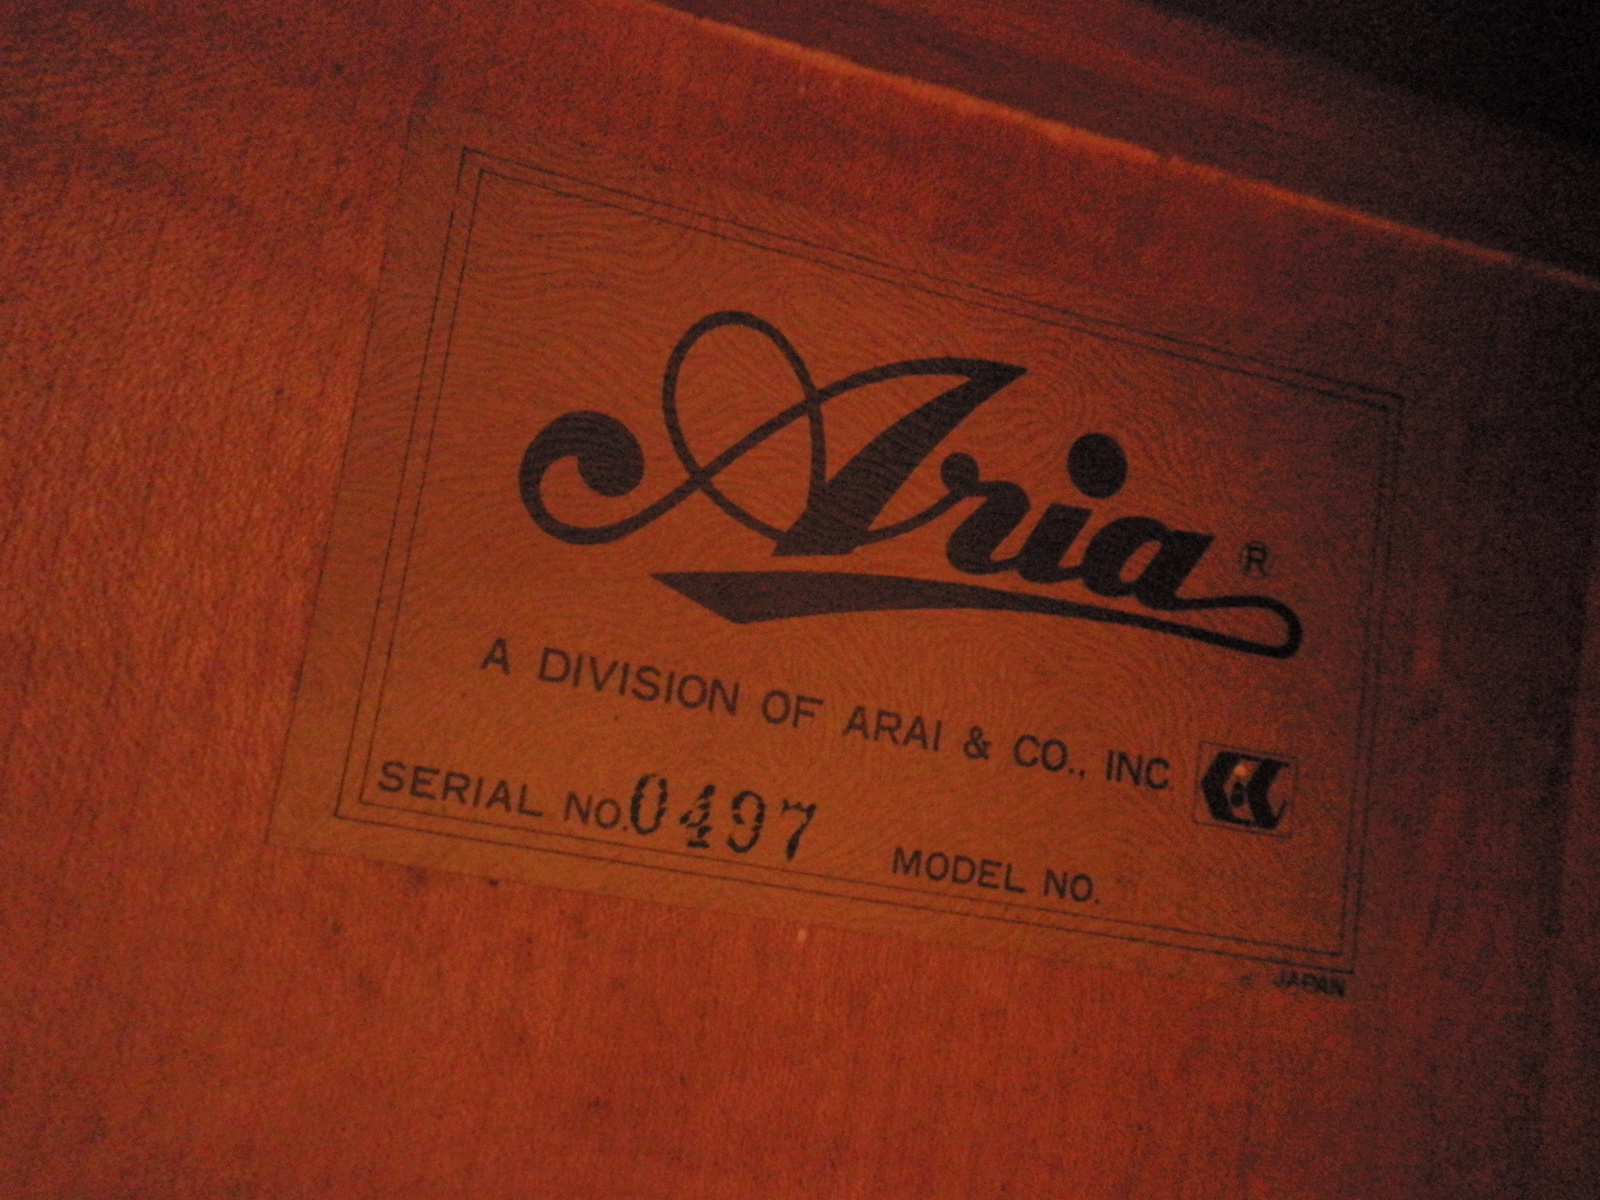 Aria®
A DIVISION OF ARAI & CO., INC
SERIAL NO. 0497 MODEL NO.
JAPAN